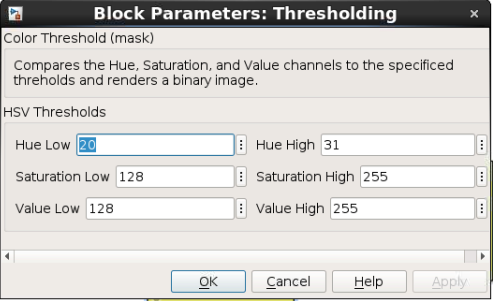 Block Parameters: Thresholding
Color Threshold (mask)
Compares the Hue, Saturation, and Value channels to the specificed
threholds and renders a binary image.
HSV Thresholds
Hue Low 20 Hue High 31
Saturation Low 128 Saturation High 255
Value Low 128 Value High 255
OK Cancel Help Apply